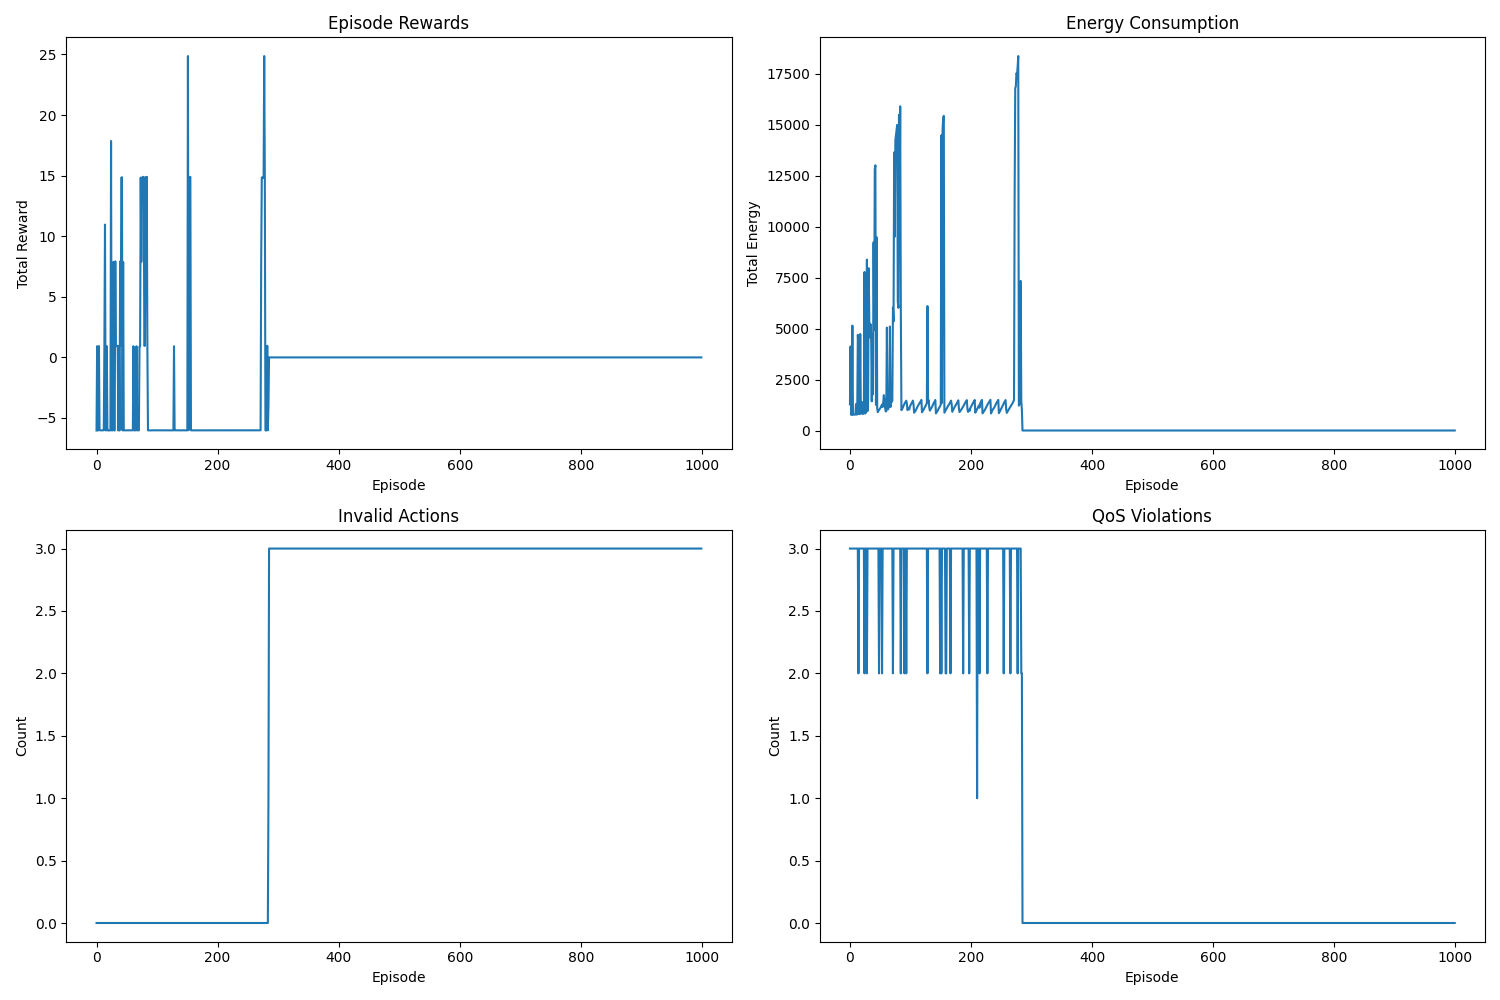 Episode Rewards
Total Reward
25
20
15
10
5
0
−5
0 200 400 600 800 1000
Episode
Energy Consumption
Total Energy
17500
15000
12500
10000
7500
5000
2500
0
0 200 400 600 800 1000
Episode
Invalid Actions
Count
3.0
2.5
2.0
1.5
1.0
0.5
0.0
0 200 400 600 800 1000
Episode
QoS Violations
Count
3.0
2.5
2.0
1.5
1.0
0.5
0.0
0 200 400 600 800 1000
Episode